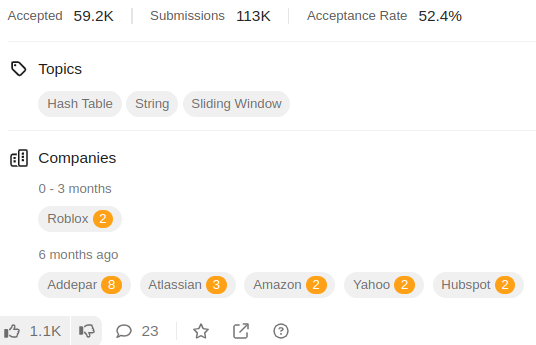 Accepted 59.2K Submissions 113K Acceptance Rate 52.4%
Topics
Hash Table String Sliding Window
Companies
0 - 3 months
Roblox 2
6 months ago
Addepar 8 Atlassian 3 Amazon 2 Yahoo 2 Hubspot 2
1.1K 23